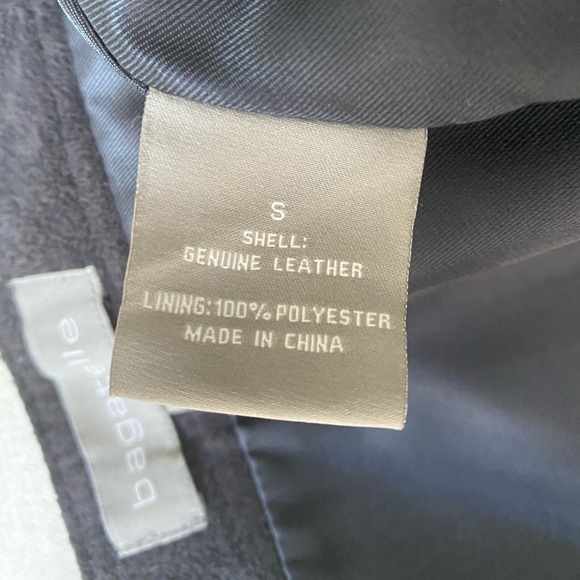 S
SHELL:
GENUINE LEATHER
LINING:100% POLYESTER
MADE IN CHINA